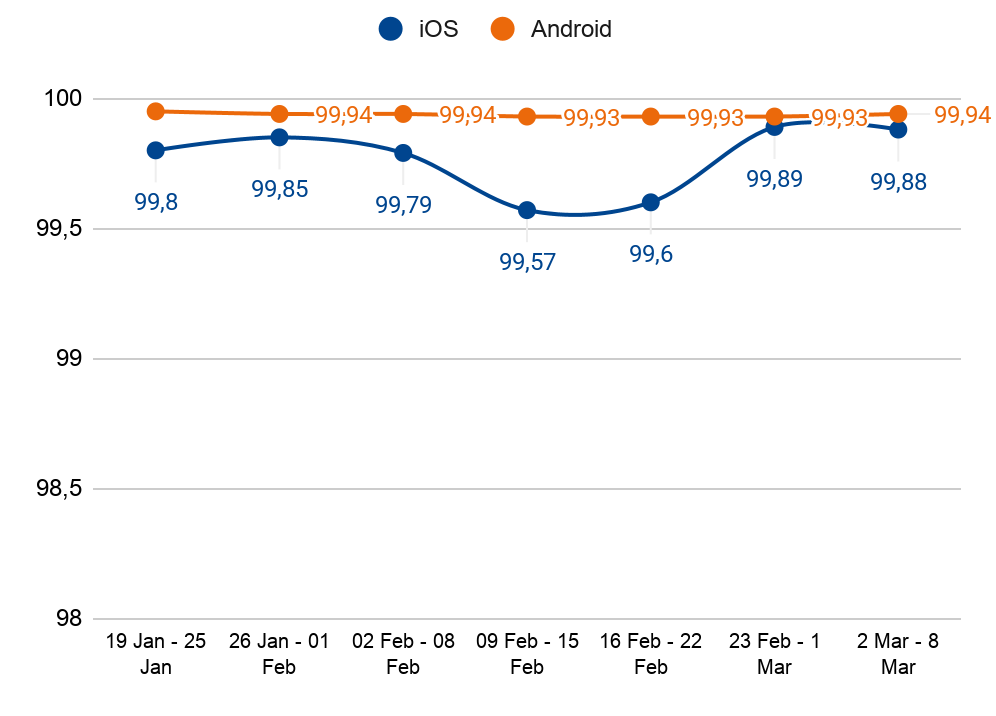 iOS Android
100
99,94 99,94 99,93 99,93 99,93 99,94
99,8 99,85 99,79 99,89 99,88
99,5
99,57 99,6
99
98,5
98
19 Jan - 25 26 Jan - 01 02 Feb - 08 09 Feb - 15 16 Feb - 22 23 Feb - 1 2 Mar - 8
Jan Feb Feb Feb Feb Mar Mar